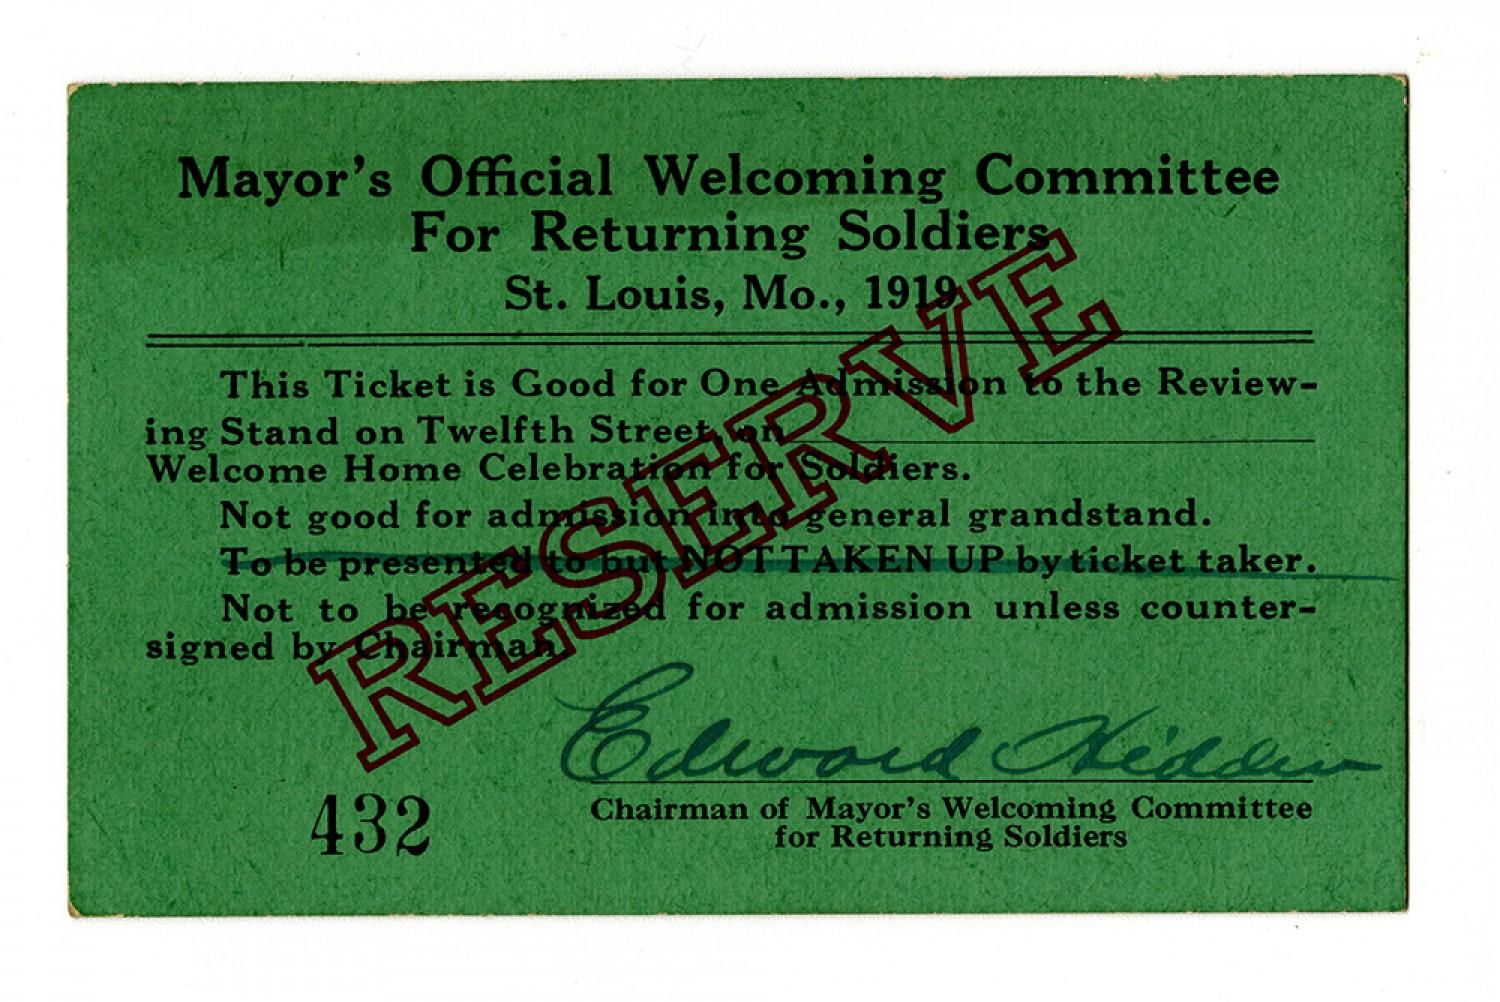 Mayor's Official Welcoming Committee
For Returning Soldiers
St. Louis, Mo., 1919
This Ticket is Good for One Admission to the Review-
ing Stand on Twelfth Street, on
Welcome Home Celebration for Soldiers.
Not good for admission into general grandstand.
To be presented to but NOT TAKEN UP by ticket taker.
Not to be recognized for admission unless counter-
signed by Chairman.
RESERVE
Edward Hidden
Chairman of Mayor's Welcoming Committee
for Returning Soldiers
432